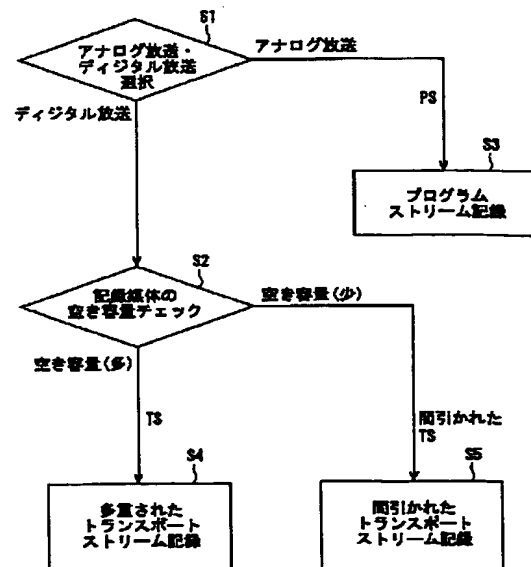 S1
アナログ放送・
ディジタル放送
選択
アナログ放送
ディジタル放送
PS
S3
プログラム
ストリーム記録
S2
記録媒体の
空き容量チェック
空き容量(少)
空き容量(多)
TS
間引かれた
TS
S4
多重された
トランスポート
ストリーム記録
S5
間引かれた
トランスポート
ストリーム記録